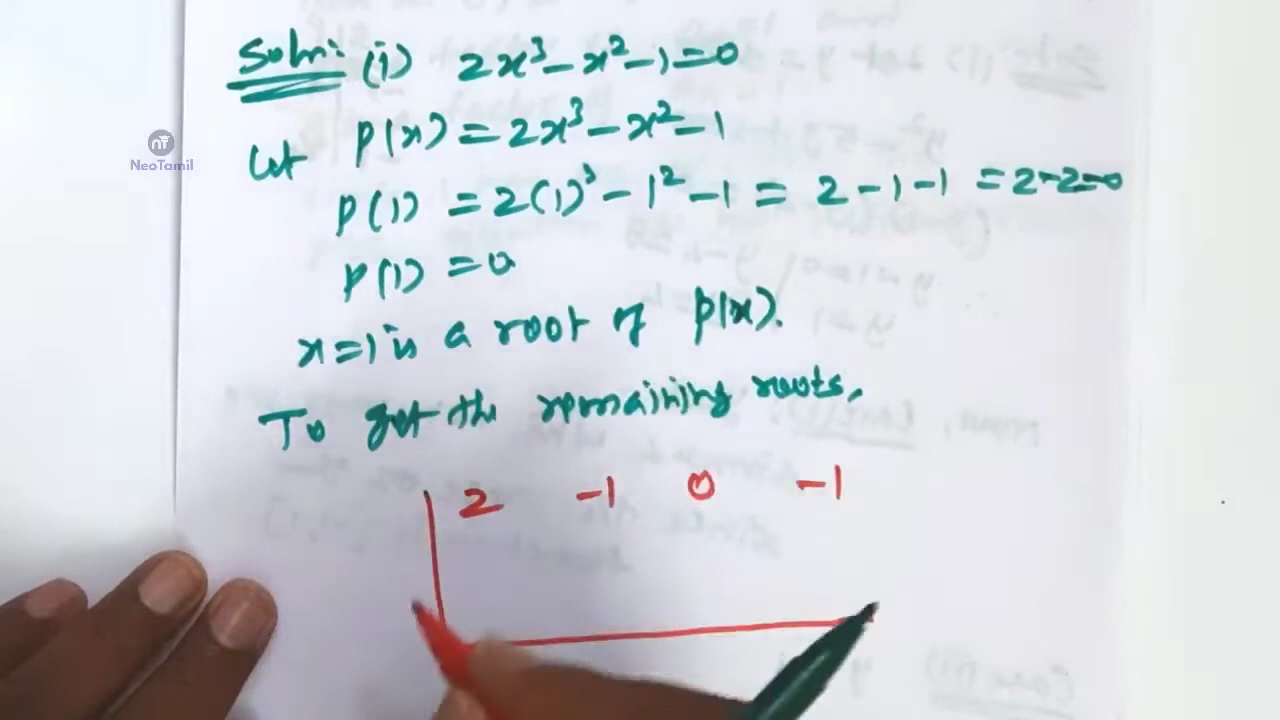 Soln: (i) 2x³-x²-1=0
Let p(x) = 2x³-x²-1
NeoTamil
p(1) = 2(1)³-1²-1 = 2-1-1 = 2-2=0
p(1) = 0
x=1 is a root of p(x).
To get the remaining roots,
2 -1 0 -1